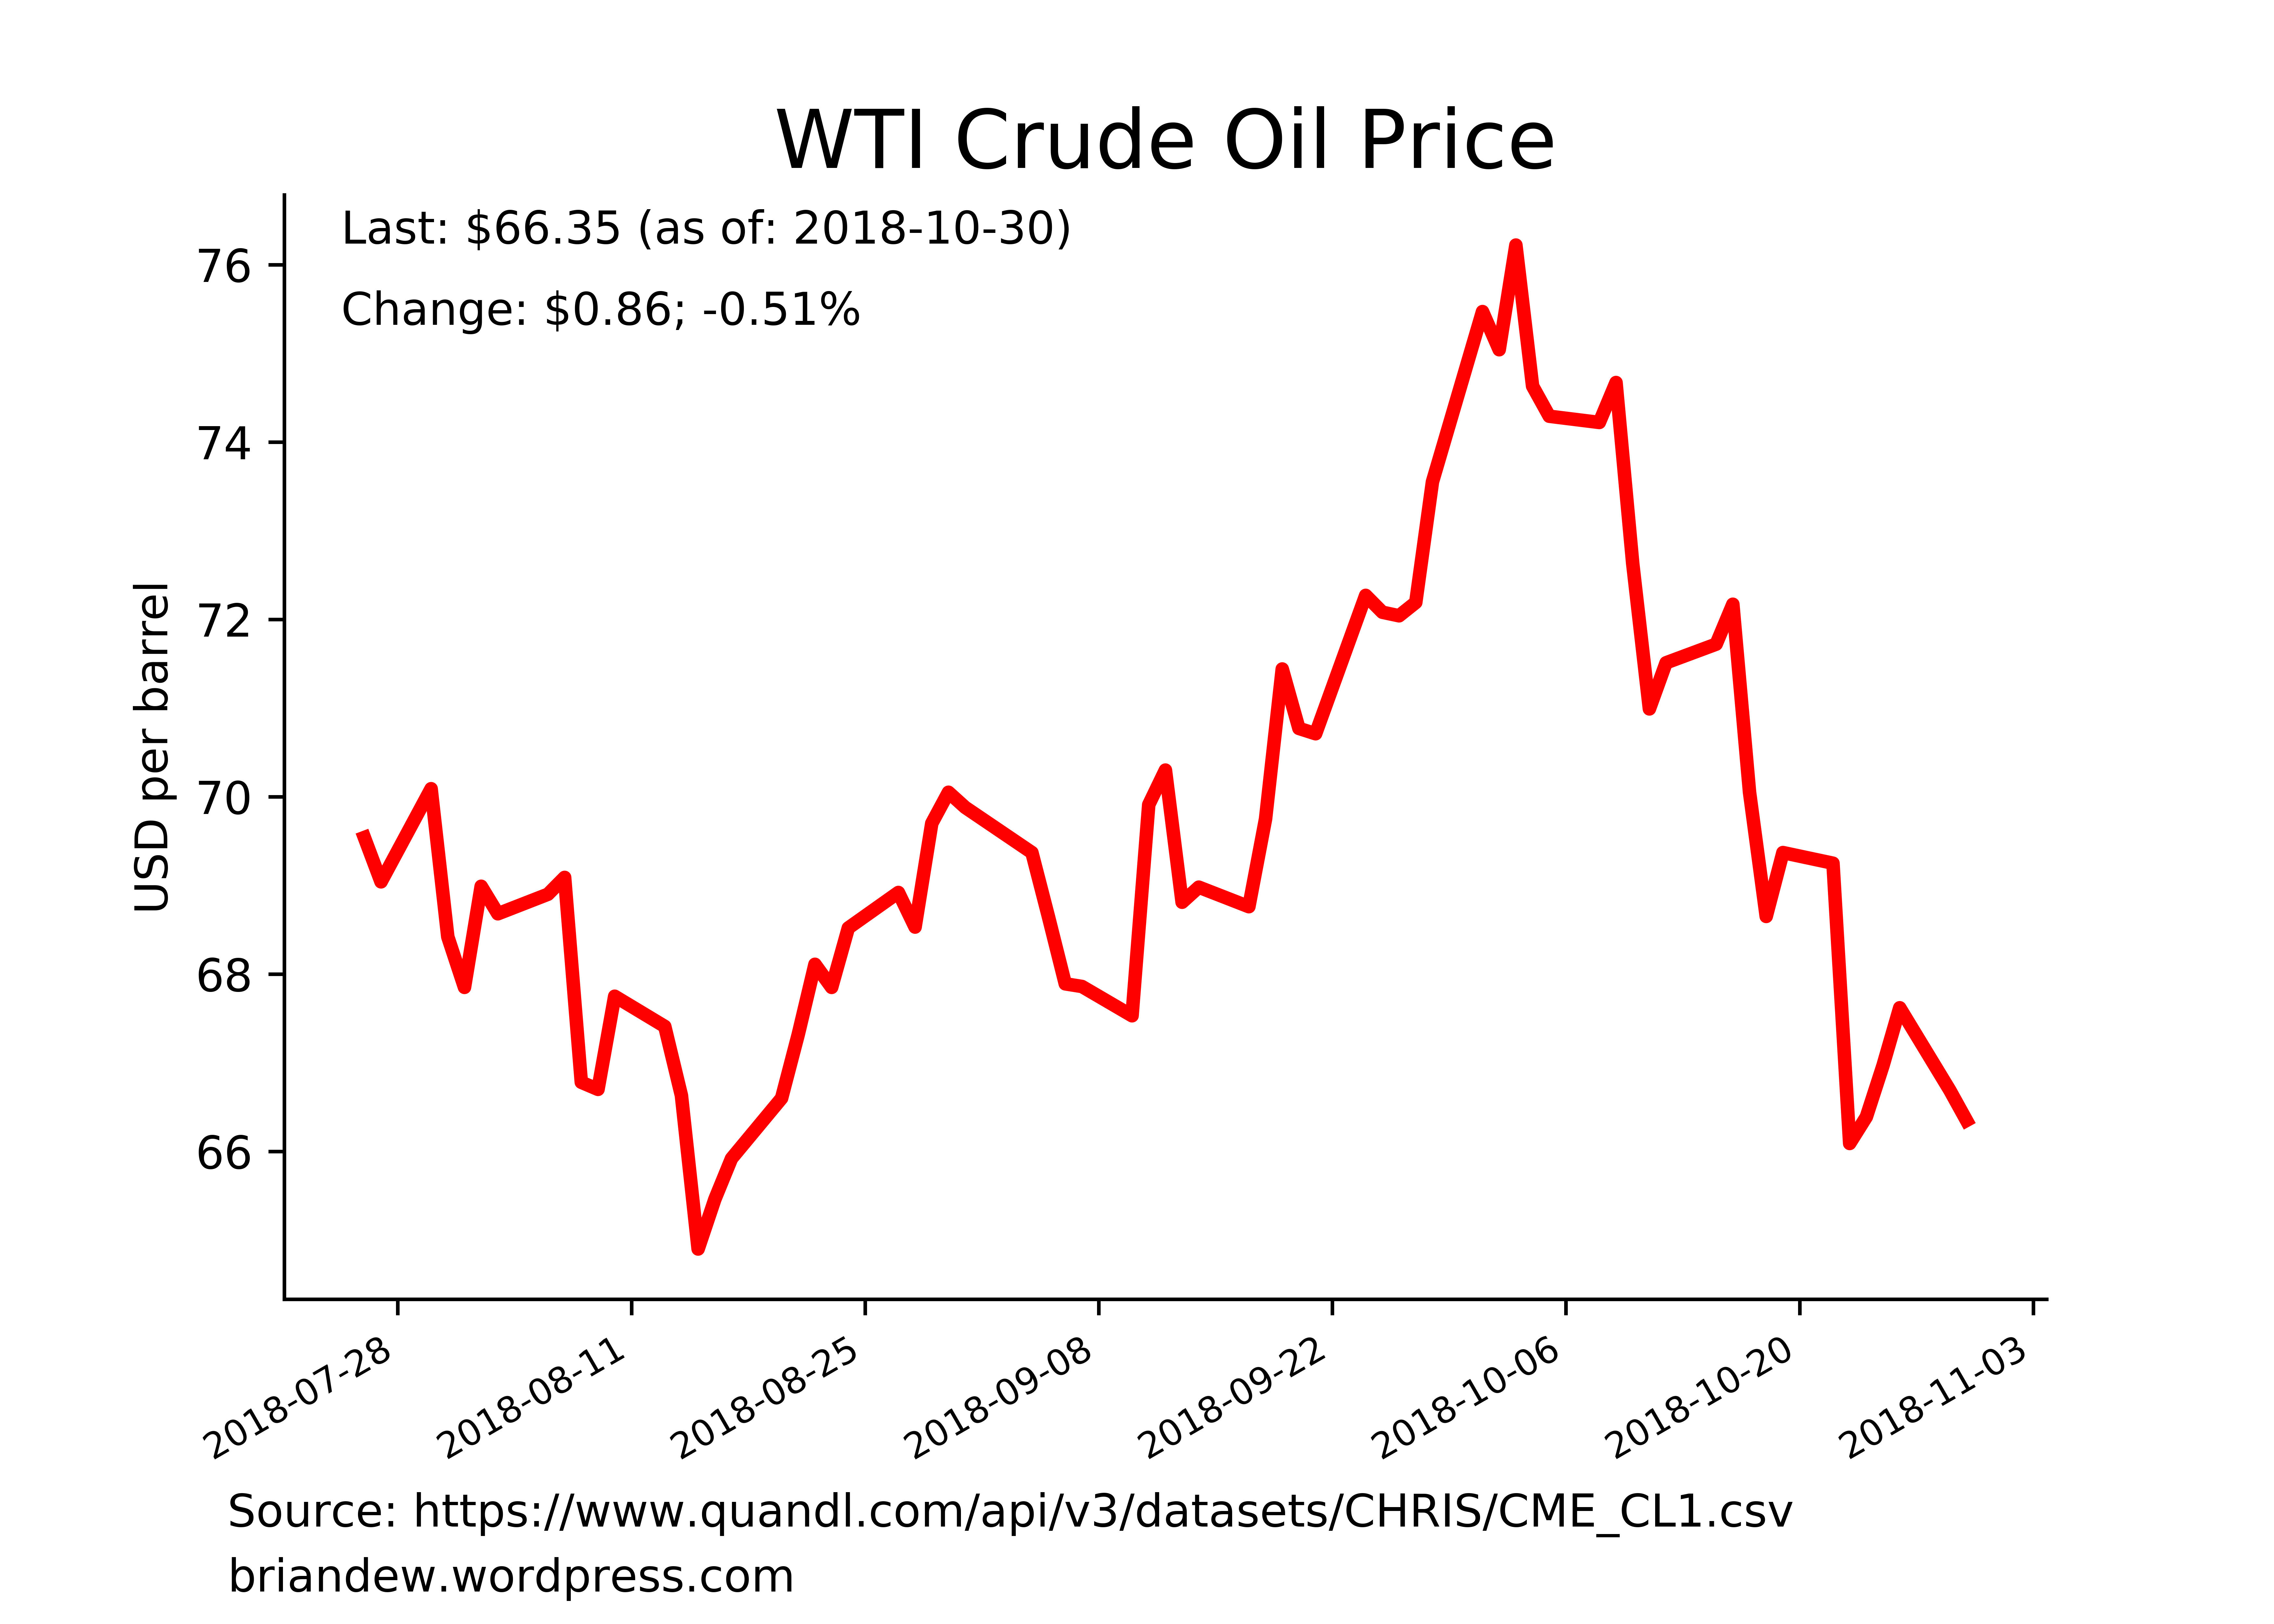 WTI Crude Oil Price
Last: $66.35 (as of: 2018-10-30)
Change: $0.86; -0.51%
USD per barrel
76
74
72
70
68
66
2018-07-28
2018-08-11
2018-08-25
2018-09-08
2018-09-22
2018-10-06
2018-10-20
2018-11-03
Source: https://www.quandl.com/api/v3/datasets/CHRIS/CME_CL1.csv
briandew.wordpress.com